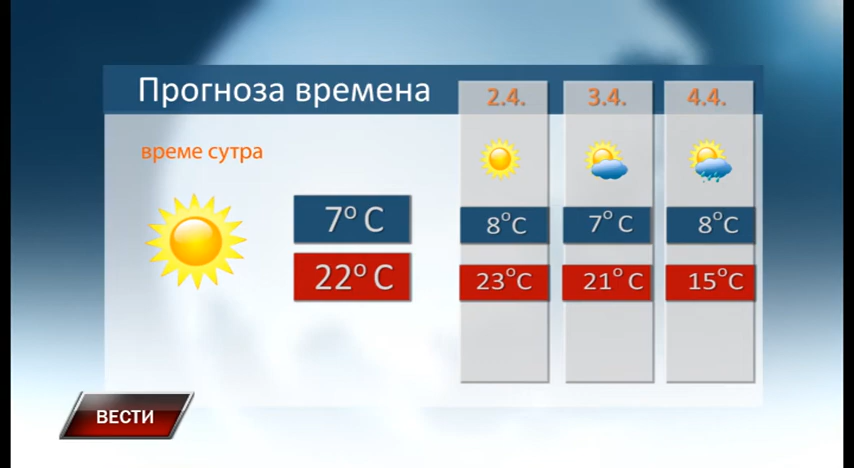 Прогноза времена
време сутра
7° C
22° C
2.4.
8°C
23°C
3.4.
7° C
21° C
4.4.
8°C
15°C
ВЕСТИ